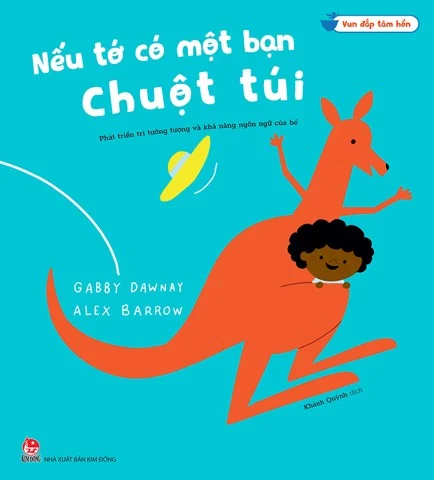 Vun đắp tâm hồn
Nếu tớ có một bạn
chuột túi
Phát triển trí tưởng tượng và khả năng ngôn ngữ của bé
GABBY DAWNAY
ALEX BARROW
Khánh Quỳnh dịch
KIM ĐỒNG
NHÀ XUẤT BẢN KIM ĐỒNG